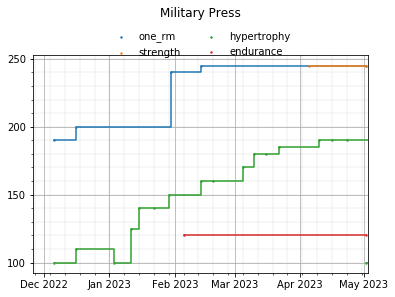 Military Press
one_rm
strength
hypertrophy
endurance
250
200
150
100
Dec 2022 Jan 2023 Feb 2023 Mar 2023 Apr 2023 May 2023